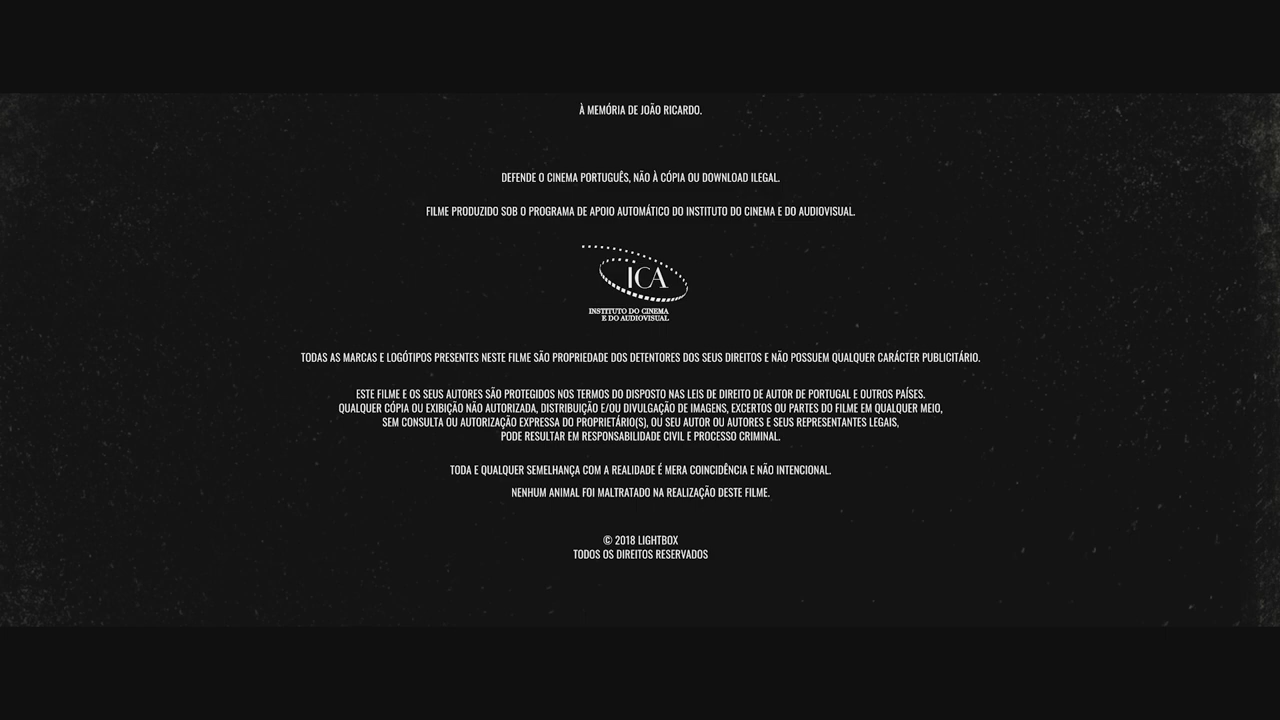 À MEMÓRIA DE JOÃO RICARDO.
DEFENDE O CINEMA PORTUGUÊS, NÃO À CÓPIA OU DOWNLOAD ILEGAL.
FILME PRODUZIDO SOB O PROGRAMA DE APOIO AUTOMÁTICO DO INSTITUTO DO CINEMA E DO AUDIOVISUAL.
ICA
INSTITUTO DO CINEMA
E DO AUDIOVISUAL
TODAS AS MARCAS E LOGÓTIPOS PRESENTES NESTE FILME SÃO PROPRIEDADE DOS DETENTORES DOS SEUS DIREITOS E NÃO POSSUEM QUALQUER CARÁCTER PUBLICITÁRIO.
ESTE FILME E OS SEUS AUTORES SÃO PROTEGIDOS NOS TERMOS DO DISPOSTO NAS LEIS DE DIREITO DE AUTOR DE PORTUGAL E OUTROS PAÍSES.
QUALQUER CÓPIA OU EXIBIÇÃO NÃO AUTORIZADA, DISTRIBUIÇÃO E/OU DIVULGAÇÃO DE IMAGENS, EXCERTOS OU PARTES DO FILME EM QUALQUER MEIO,
SEM CONSULTA OU AUTORIZAÇÃO EXPRESSA DO PROPRIETÁRIO(S), OU SEU AUTOR OU AUTORES E SEUS REPRESENTANTES LEGAIS,
PODE RESULTAR EM RESPONSABILIDADE CIVIL E PROCESSO CRIMINAL.
TODA E QUALQUER SEMELHANÇA COM A REALIDADE É MERA COINCIDÊNCIA E NÃO INTENCIONAL.
NENHUM ANIMAL FOI MALTRATADO NA REALIZAÇÃO DESTE FILME.
© 2018 LIGHTBOX
TODOS OS DIREITOS RESERVADOS